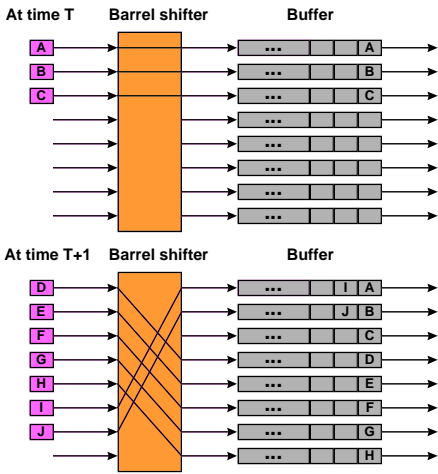 At time T Barrel shifter Buffer
A ... A
B ... B
C ... C
...
...
...
...
...
At time T+1 Barrel shifter Buffer
D ... I A
E ... J B
F ... C
G ... D
H ... E
I ... F
J ... G
... H